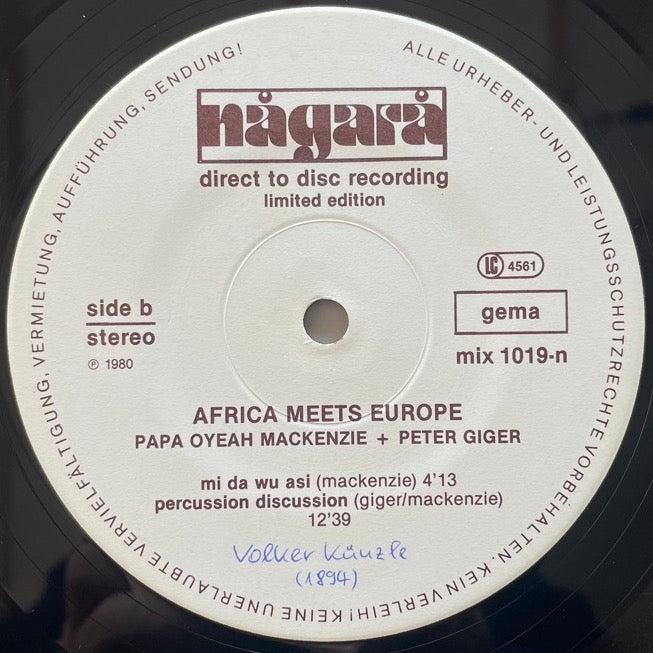 ALLE URHEBER- UND LEISTUNGSSCHUTZRECHTE VORBEHALTEN. KEIN VERLEIH! KEINE UNERLAUBTE VERVIELFÄLTIGUNG, VERMIETUNG, AUFFÜHRUNG, SENDUNG!
någarå
direct to disc recording
limited edition
LC 4561
side b
stereo
℗ 1980
gema
mix 1019-n
AFRICA MEETS EUROPE
PAPA OYEAH MACKENZIE + PETER GIGER
mi da wu asi (mackenzie) 4'13
percussion discussion (giger/mackenzie)
12'39
Volker Künzle
(1894)